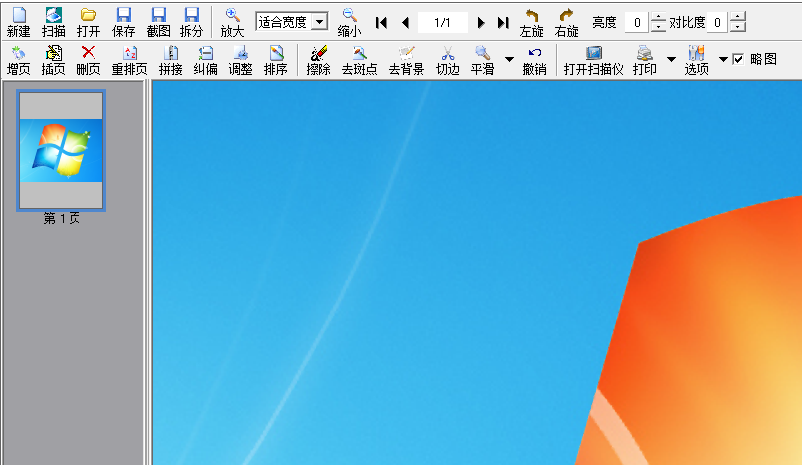 新建 扫描 打开 保存 截图 拆分 放大 适合宽度 缩小 1/1 左旋 右旋 亮度 0 对比度 0
增页 插页 删页 重排页 拼接 纠偏 调整 排序 擦除 去斑点 去背景 切边 平滑 撤销 打开扫描仪 打印 选项 略图
第 1 页